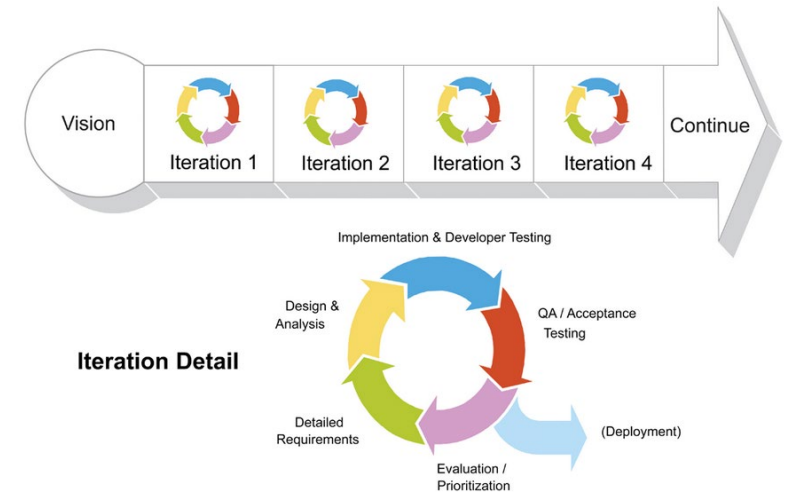 Vision
Iteration 1
Iteration 2
Iteration 3
Iteration 4
Continue
Implementation & Developer Testing
Design &
Analysis
QA / Acceptance
Testing
Iteration Detail
Detailed
Requirements
(Deployment)
Evaluation /
Prioritization